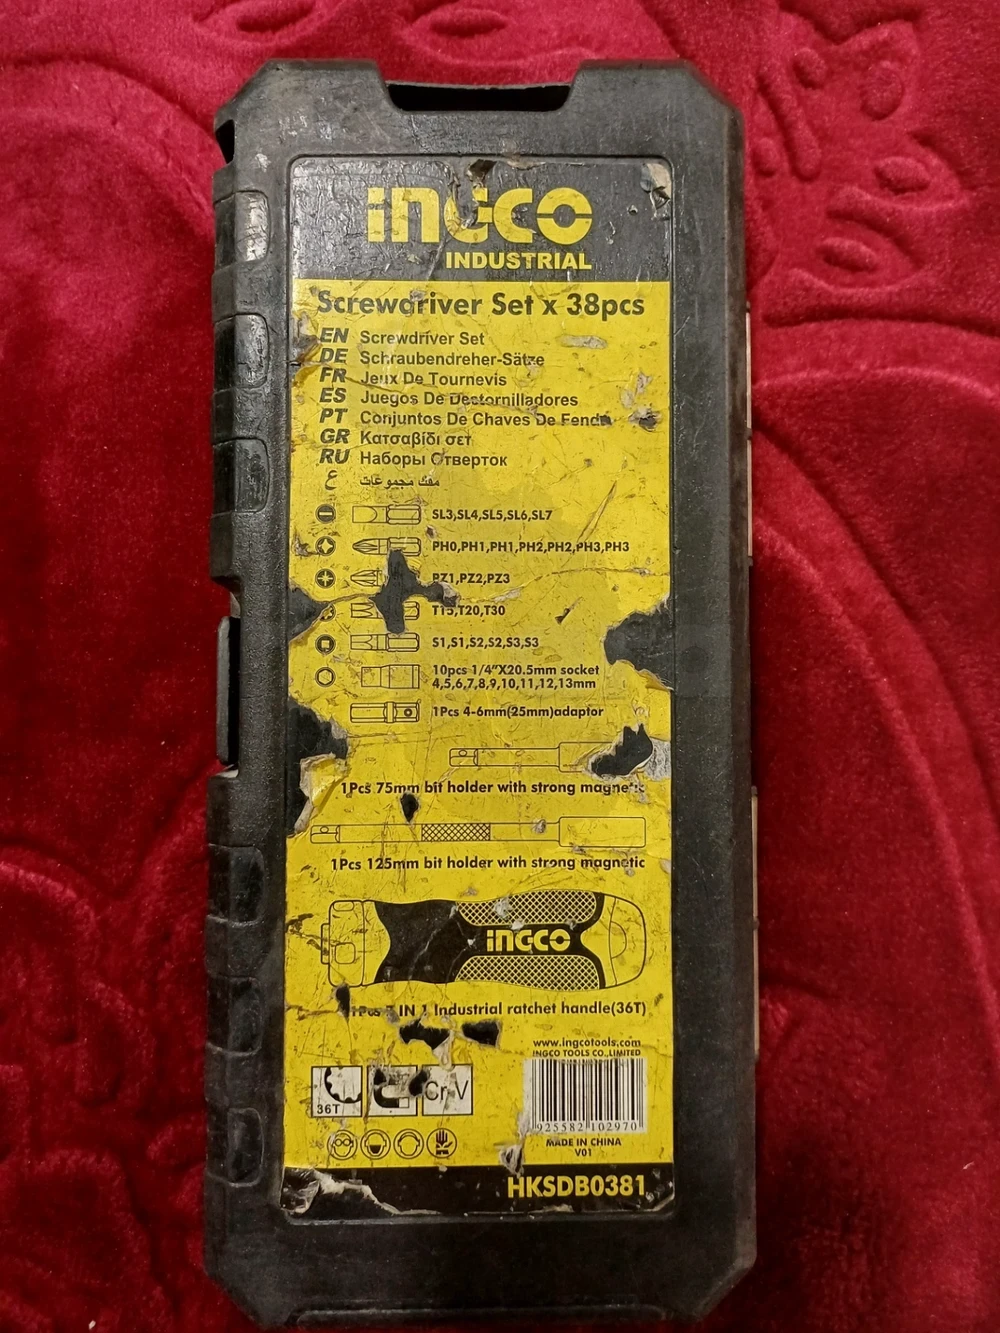 INGCO
INDUSTRIAL
Screwdriver Set x 38pcs
EN Screwdriver Set
DE Schraubendreher-Sätze
FR Jeux De Tournevis
ES Juegos De Destornilladores
PT Conjuntos De Chaves De
GR Κατσαβίδι σετ
RU Наборы Отверток
ع مفك مجموعات
SL3,SL4,SL5,SL6,SL7
PH0,PH1,PH1,PH2,PH2,PH3,PH3
PZ1,PZ2,PZ3
T15,T20,T30
S1,S1,S2,S2,S3,S3
10pcs 1/4"X20.5mm socket
4,5,6,7,8,9,10,11,12,13mm
1Pcs 4-6mm(25mm)adaptor
1Pcs 75mm bit holder with strong magnetic
1Pcs 125mm bit holder with strong magnetic
INGCO
1Pcs IN 1 Industrial ratchet handle(36T)
www.ingcotools.com
INGCO TOOLS CO.,LIMITED
36T
Cr-V
925582 102970
MADE IN CHINA
V01
HKSDB0381